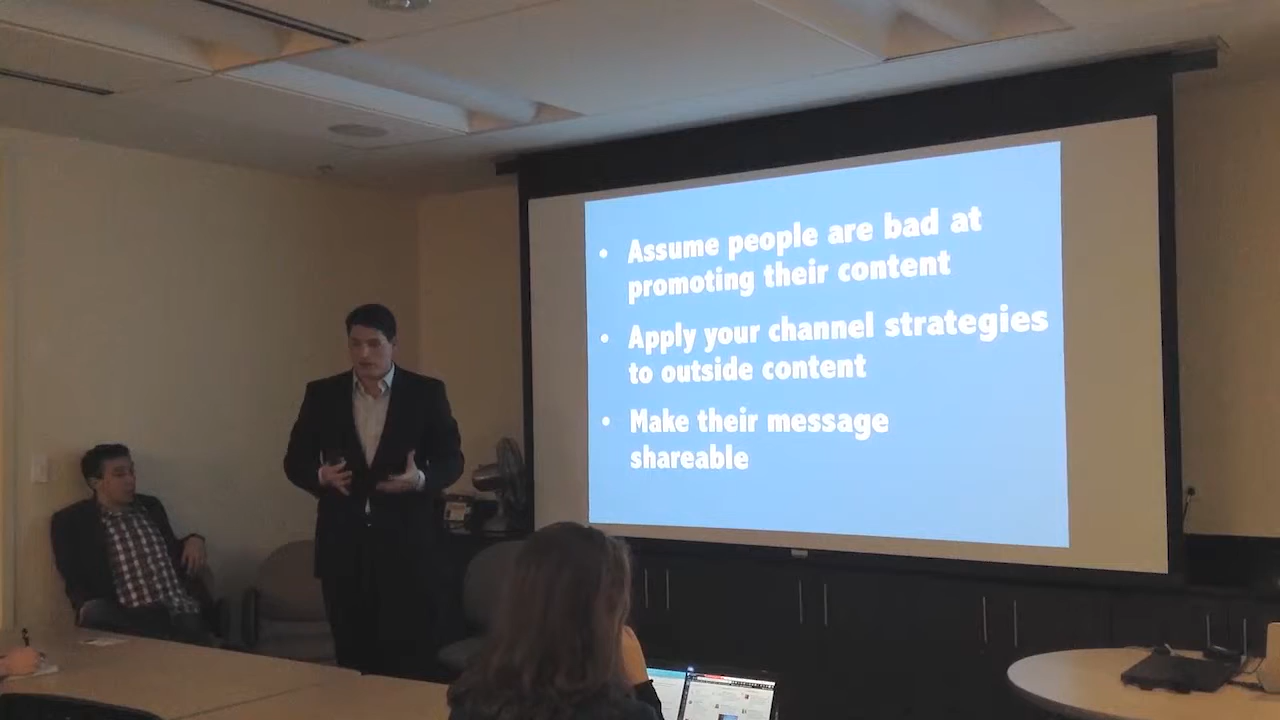 • Assume people are bad at
promoting their content
• Apply your channel strategies
to outside content
• Make their message
shareable